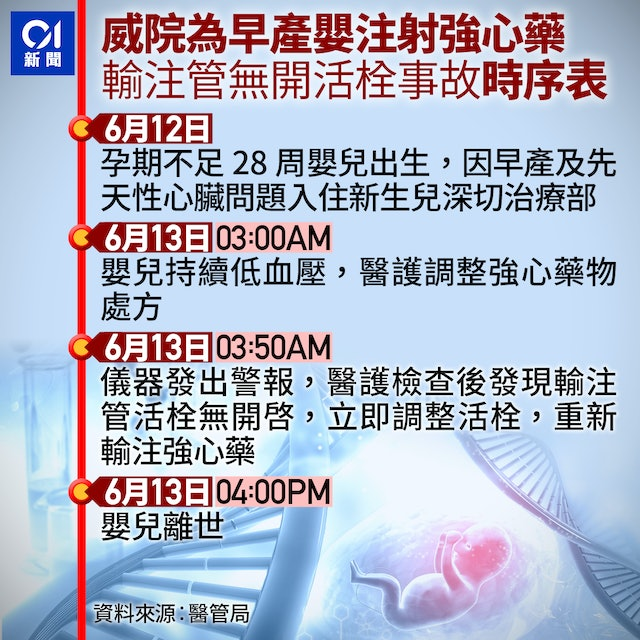 01
新聞
威院為早產嬰注射強心藥
輸注管無開活栓事故時序表
6月12日
孕期不足 28 周嬰兒出生，因早產及先
天性心臟問題入住新生兒深切治療部
6月13日 03:00AM
嬰兒持續低血壓，醫護調整強心藥物
處方
6月13日 03:50AM
儀器發出警報，醫護檢查後發現輸注
管活栓無開啓，立即調整活栓，重新
輸注強心藥
6月13日 04:00PM
嬰兒離世
資料來源：醫管局